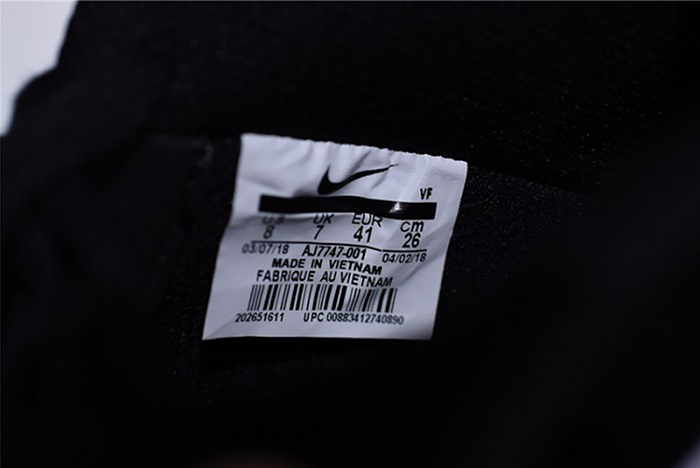 VF
US UK EUR cm
8 7 41 26
03/07/18 AJ7747-001 04/02/18
MADE IN VIETNAM
FABRIQUE AU VIETNAM
202651611 UPC 00883412740890